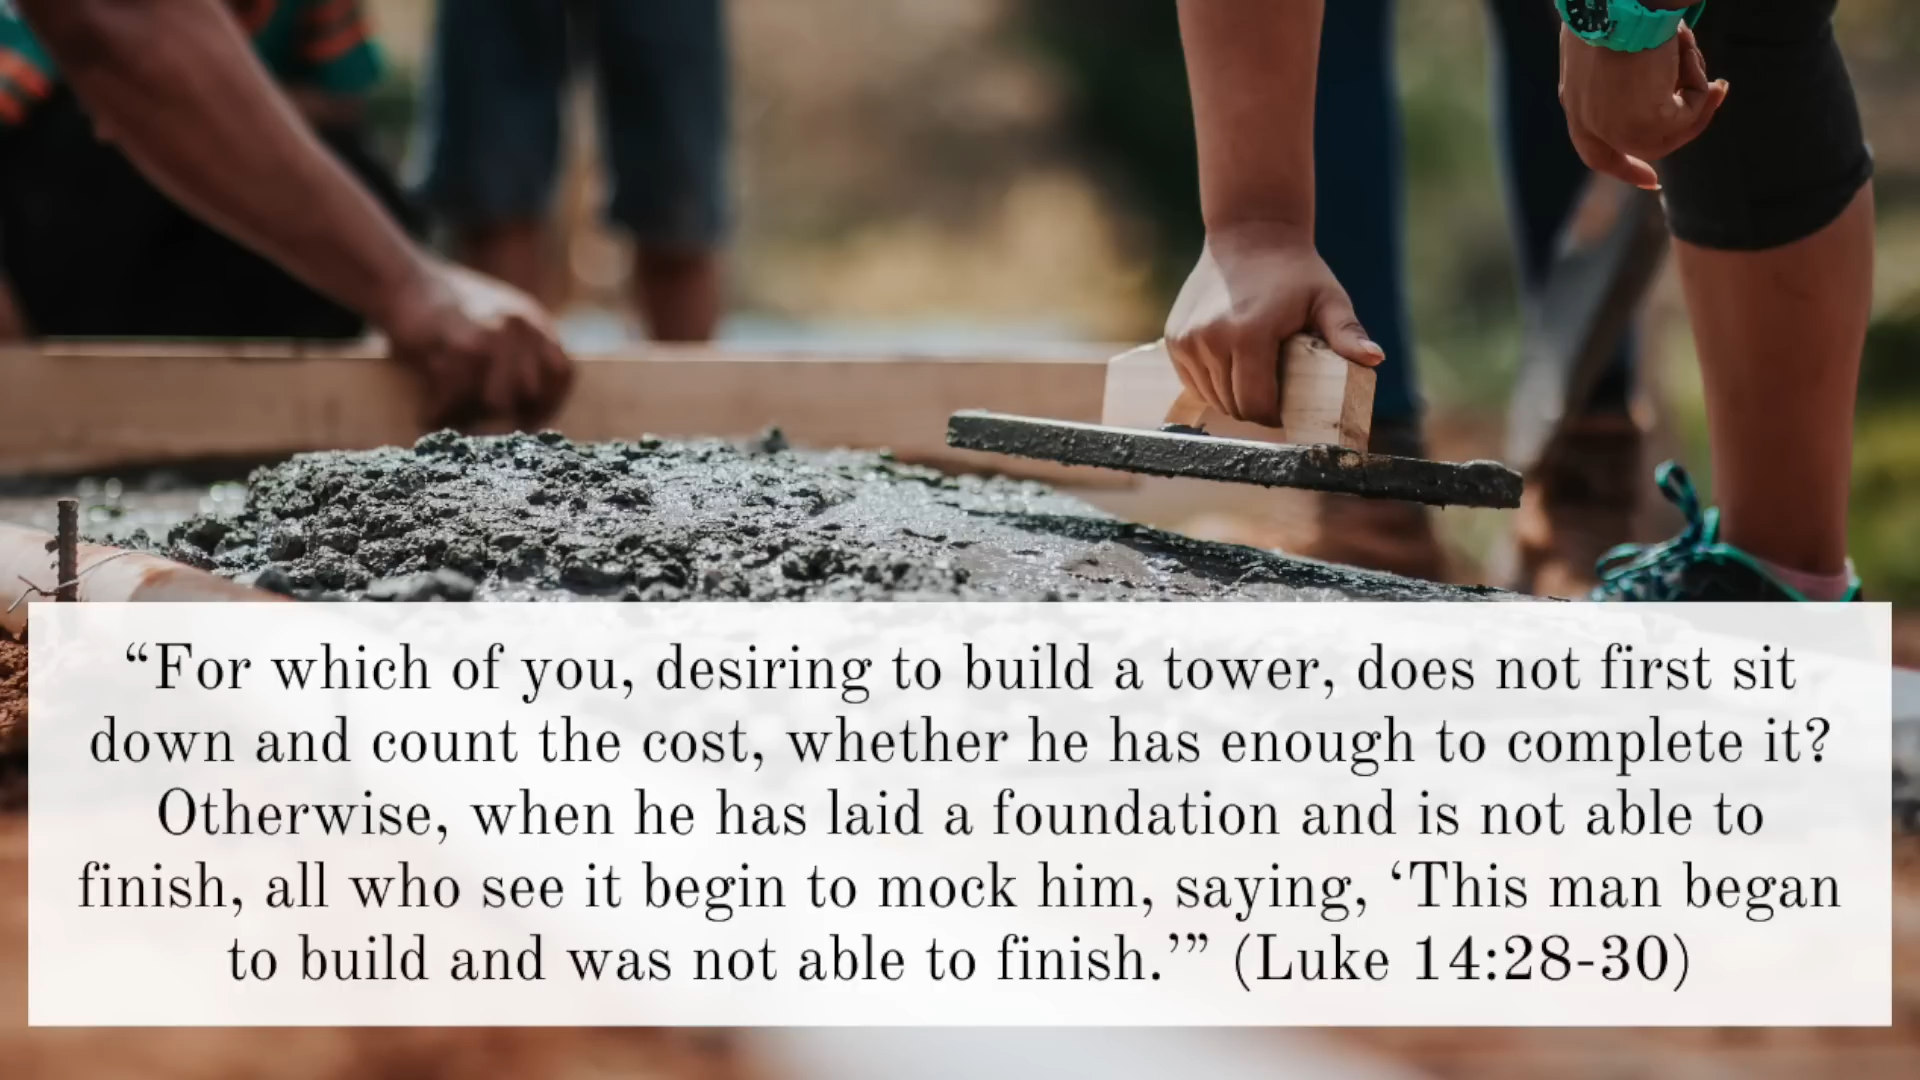 “For which of you, desiring to build a tower, does not first sit
down and count the cost, whether he has enough to complete it?
Otherwise, when he has laid a foundation and is not able to
finish, all who see it begin to mock him, saying, ‘This man began
to build and was not able to finish.’” (Luke 14:28-30)